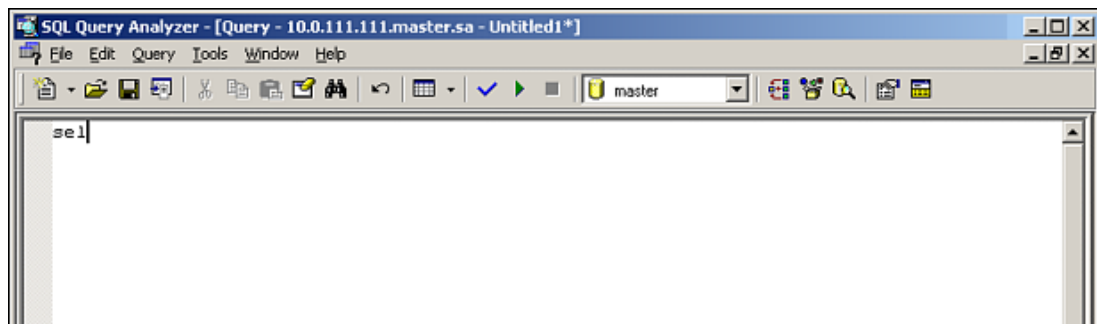 SQL Query Analyzer - [Query - 10.0.111.111.master.sa - Untitled1*]
File Edit Query Tools Window Help
master
sel